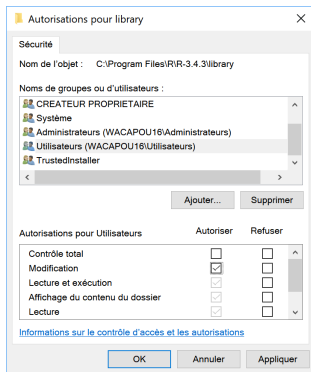 Autorisations pour library
Sécurité
Nom de l'objet : C:\Program Files\R\R-3.4.3\library
Noms de groupes ou d'utilisateurs :
CREATEUR PROPRIETAIRE
Système
Administrateurs (WACAPOU16\Administrateurs)
Utilisateurs (WACAPOU16\Utilisateurs)
TrustedInstaller
Ajouter... Supprimer
Autorisations pour Utilisateurs Autoriser Refuser
Contrôle total
Modification
Lecture et exécution
Affichage du contenu du dossier
Lecture
Informations sur le contrôle d'accès et les autorisations
OK Annuler Appliquer